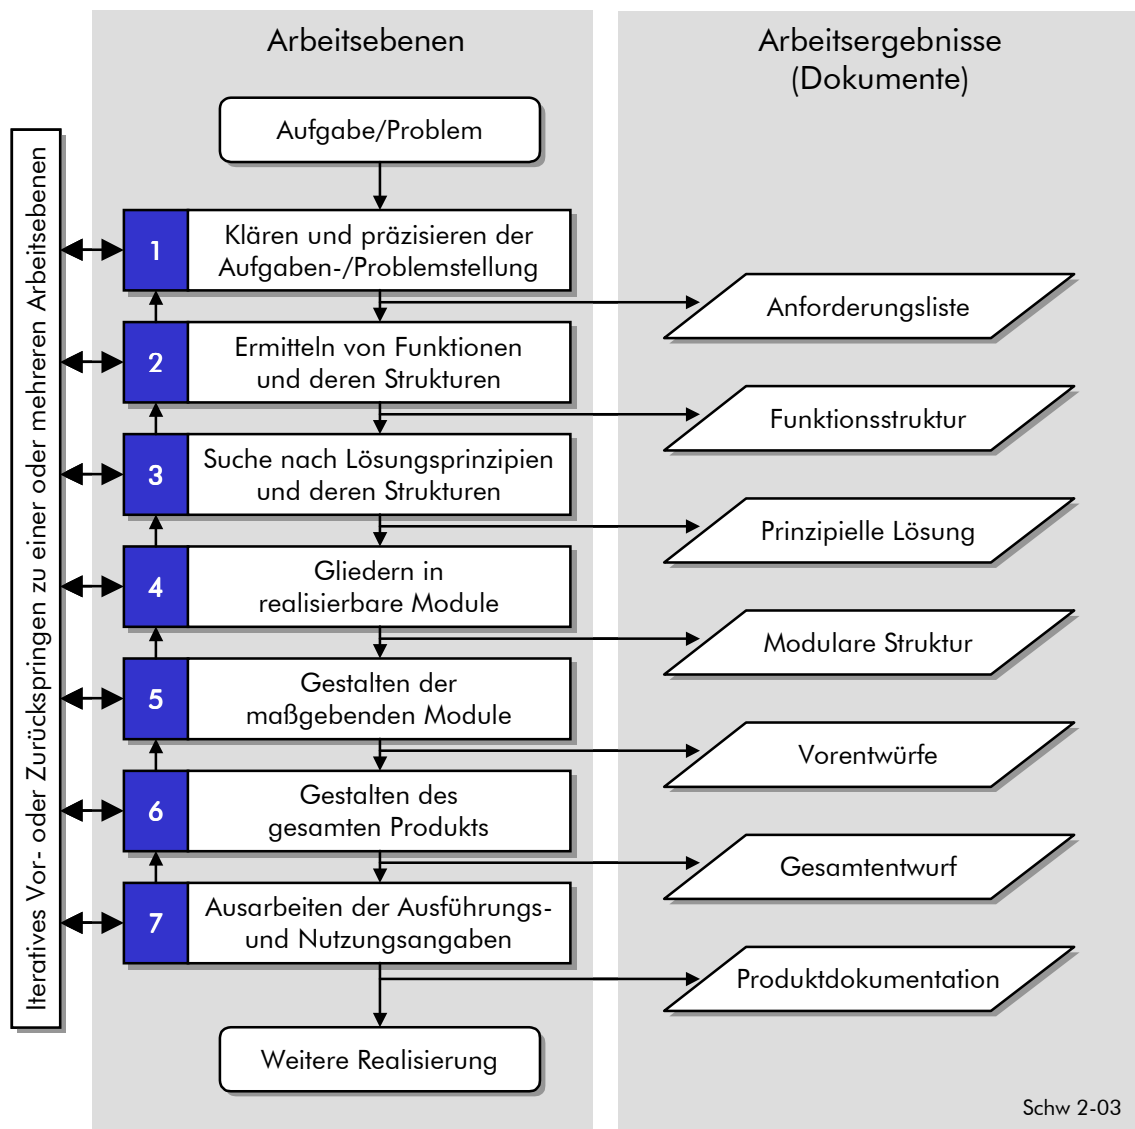 Arbeitsebenen
Arbeitsergebnisse
(Dokumente)
Aufgabe/Problem
Iteratives Vor- oder Zurückspringen zu einer oder mehreren Arbeitsebenen
1
Klären und präzisieren der
Aufgaben-/Problemstellung
Anforderungsliste
2
Ermitteln von Funktionen
und deren Strukturen
Funktionsstruktur
3
Suche nach Lösungsprinzipien
und deren Strukturen
Prinzipielle Lösung
4
Gliedern in
realisierbare Module
Modulare Struktur
5
Gestalten der
maßgebenden Module
Vorentwürfe
6
Gestalten des
gesamten Produkts
Gesamtentwurf
7
Ausarbeiten der Ausführungs-
und Nutzungsangaben
Produktdokumentation
Weitere Realisierung
Schw 2-03